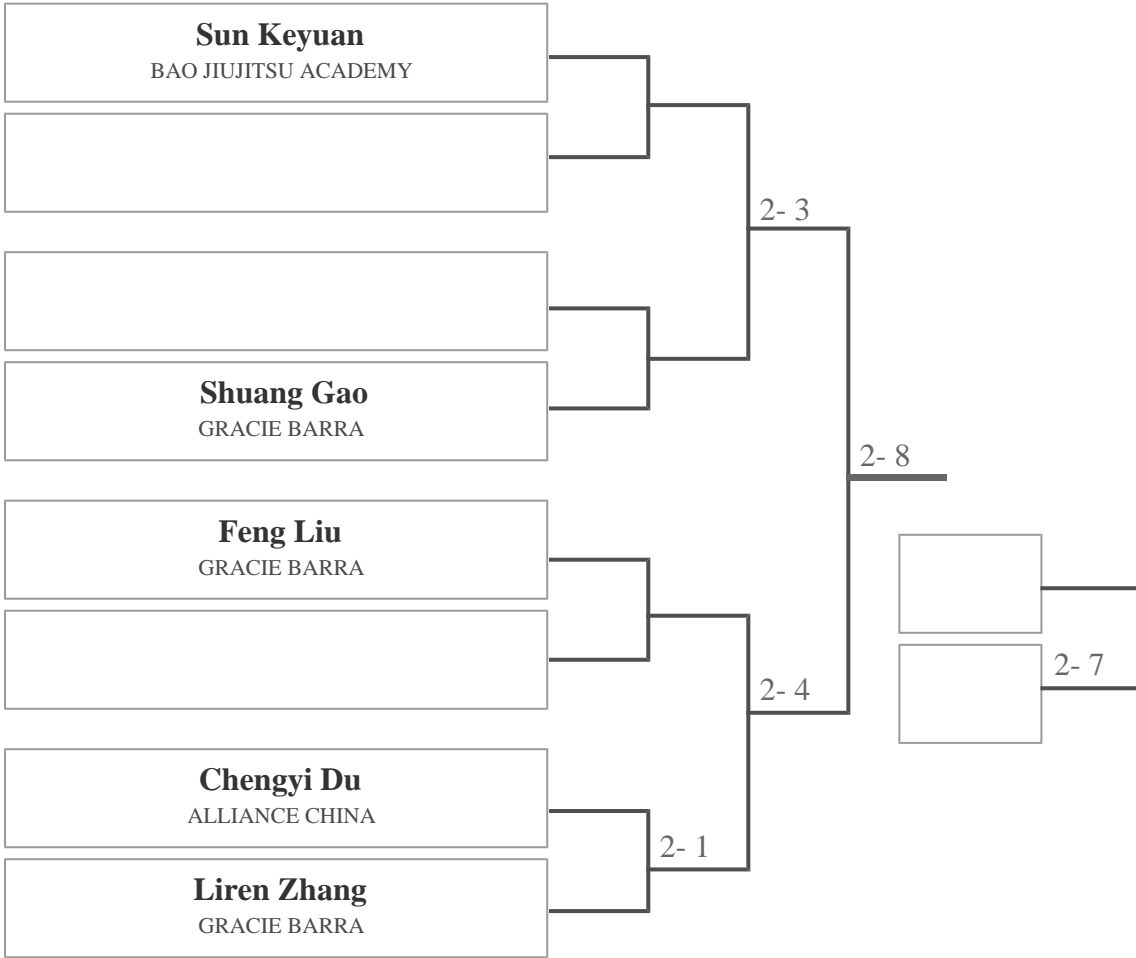 Sun Keyuan
BAO JIUJITSU ACADEMY
2- 3
Shuang Gao
GRACIE BARRA
2- 8
Feng Liu
GRACIE BARRA
2- 7
2- 4
Chengyi Du
ALLIANCE CHINA
2- 1
Liren Zhang
GRACIE BARRA